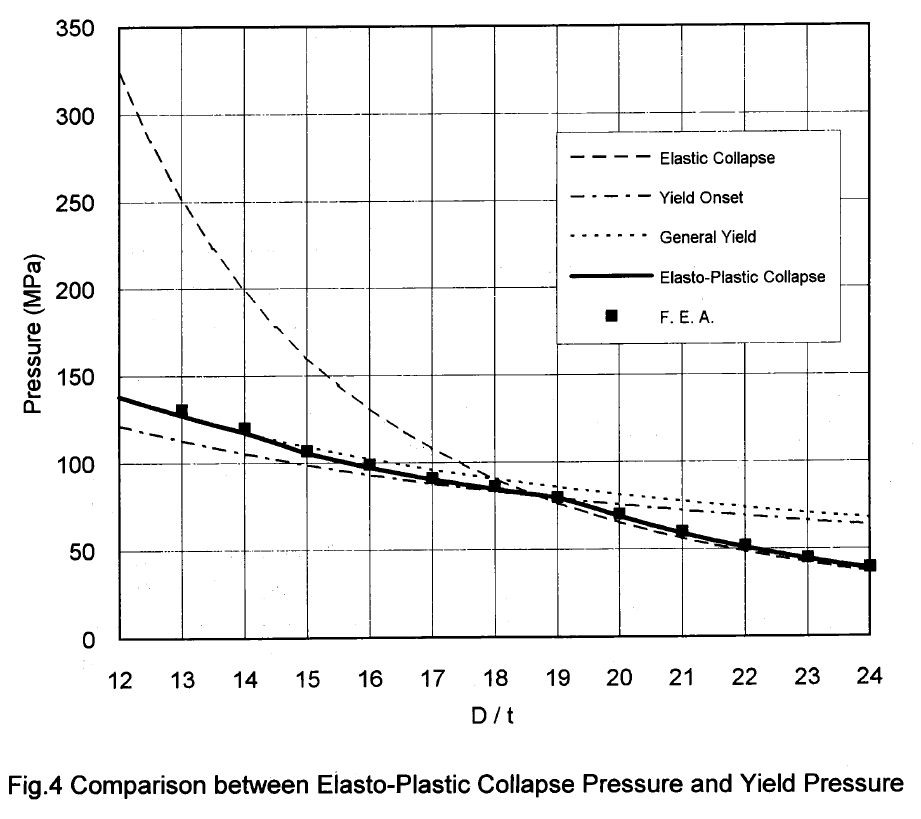 350
300
250
200
150
100
50
0
Pressure (MPa)
Elastic Collapse
Yield Onset
General Yield
Elasto-Plastic Collapse
F. E. A.
12 13 14 15 16 17 18 19 20 21 22 23 24
D / t
Fig.4 Comparison between Elasto-Plastic Collapse Pressure and Yield Pressure